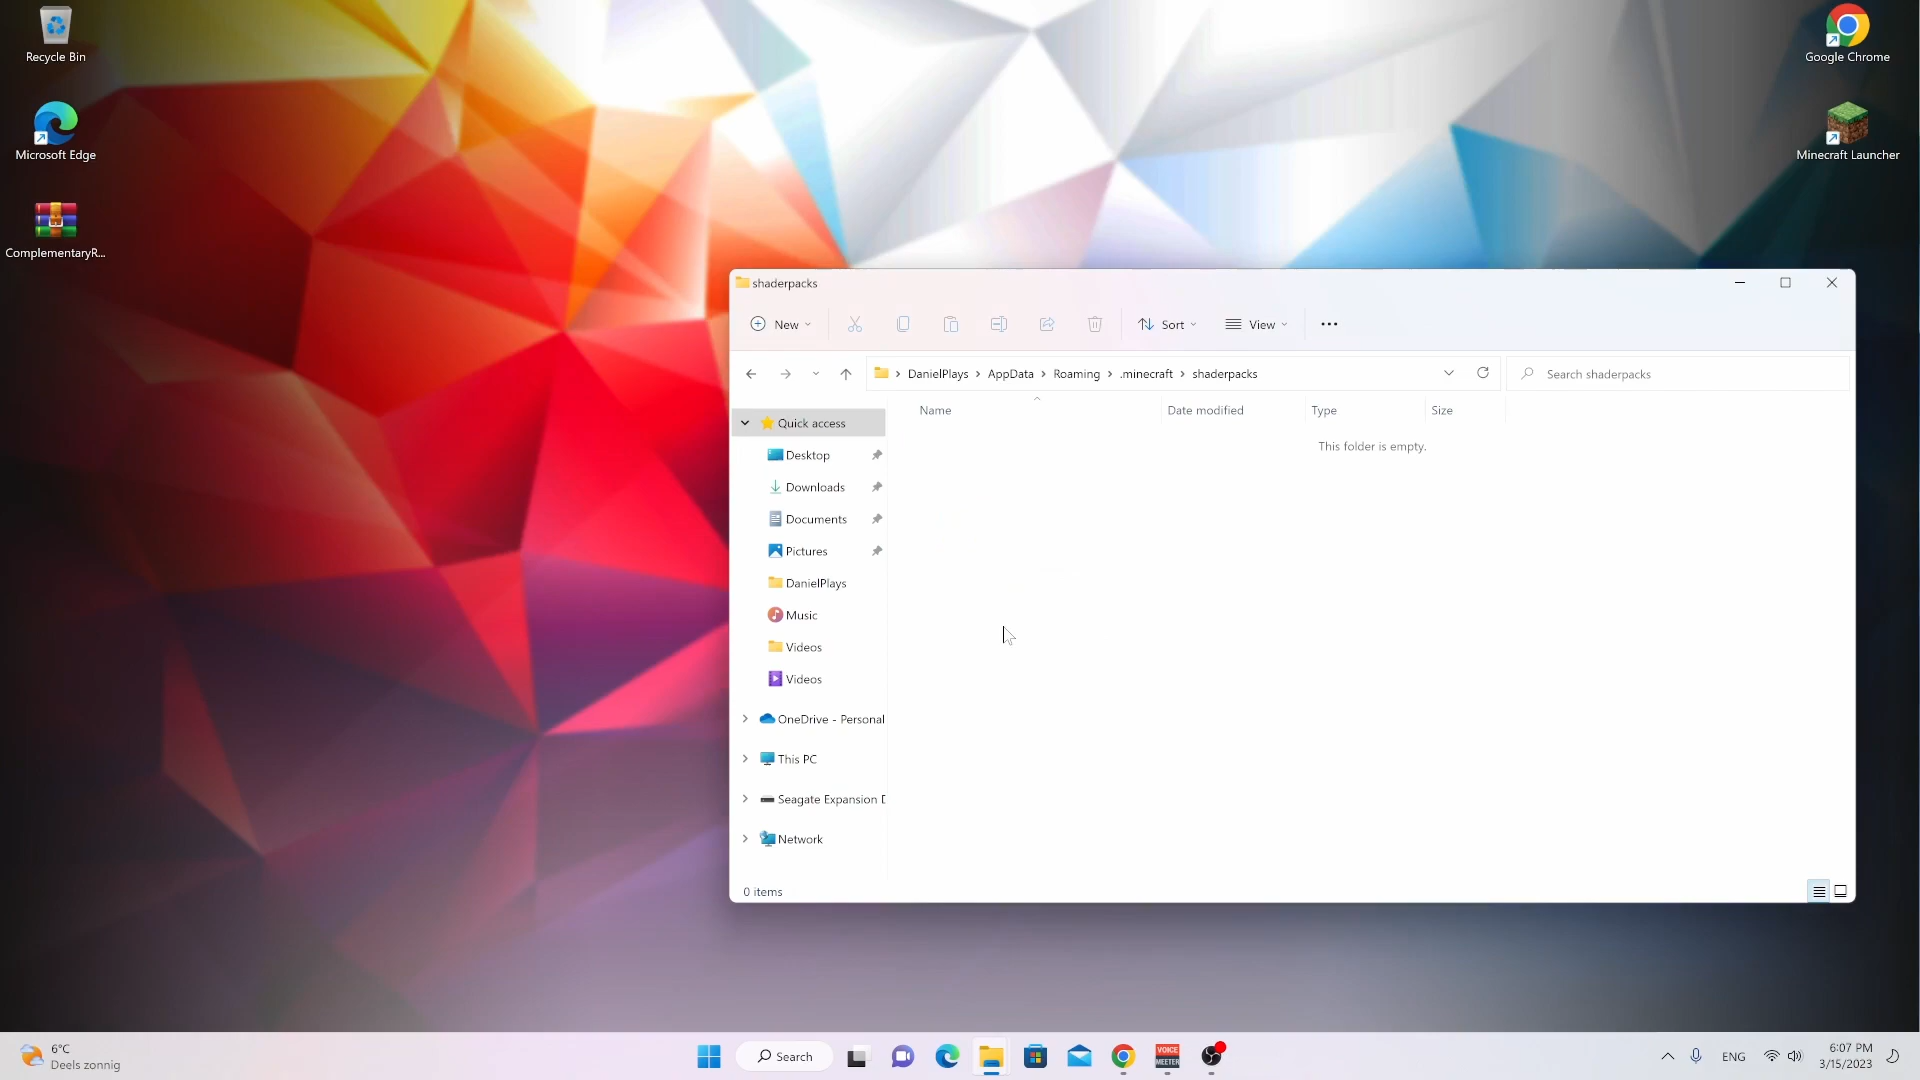 Recycle Bin
Microsoft Edge
ComplementaryR...
Google Chrome
Minecraft Launcher
shaderpacks
New
Sort
View
DanielPlays
AppData
Roaming
.minecraft
shaderpacks
Search shaderpacks
Name
Date modified
Type
Size
This folder is empty.
Quick access
Desktop
Downloads
Documents
Pictures
DanielPlays
Music
Videos
Videos
OneDrive - Personal
This PC
Seagate Expansion D
Network
0 items
6°C
Deels zonnig
Search
VOICE
MEETER
ENG
6:07 PM
3/15/2023